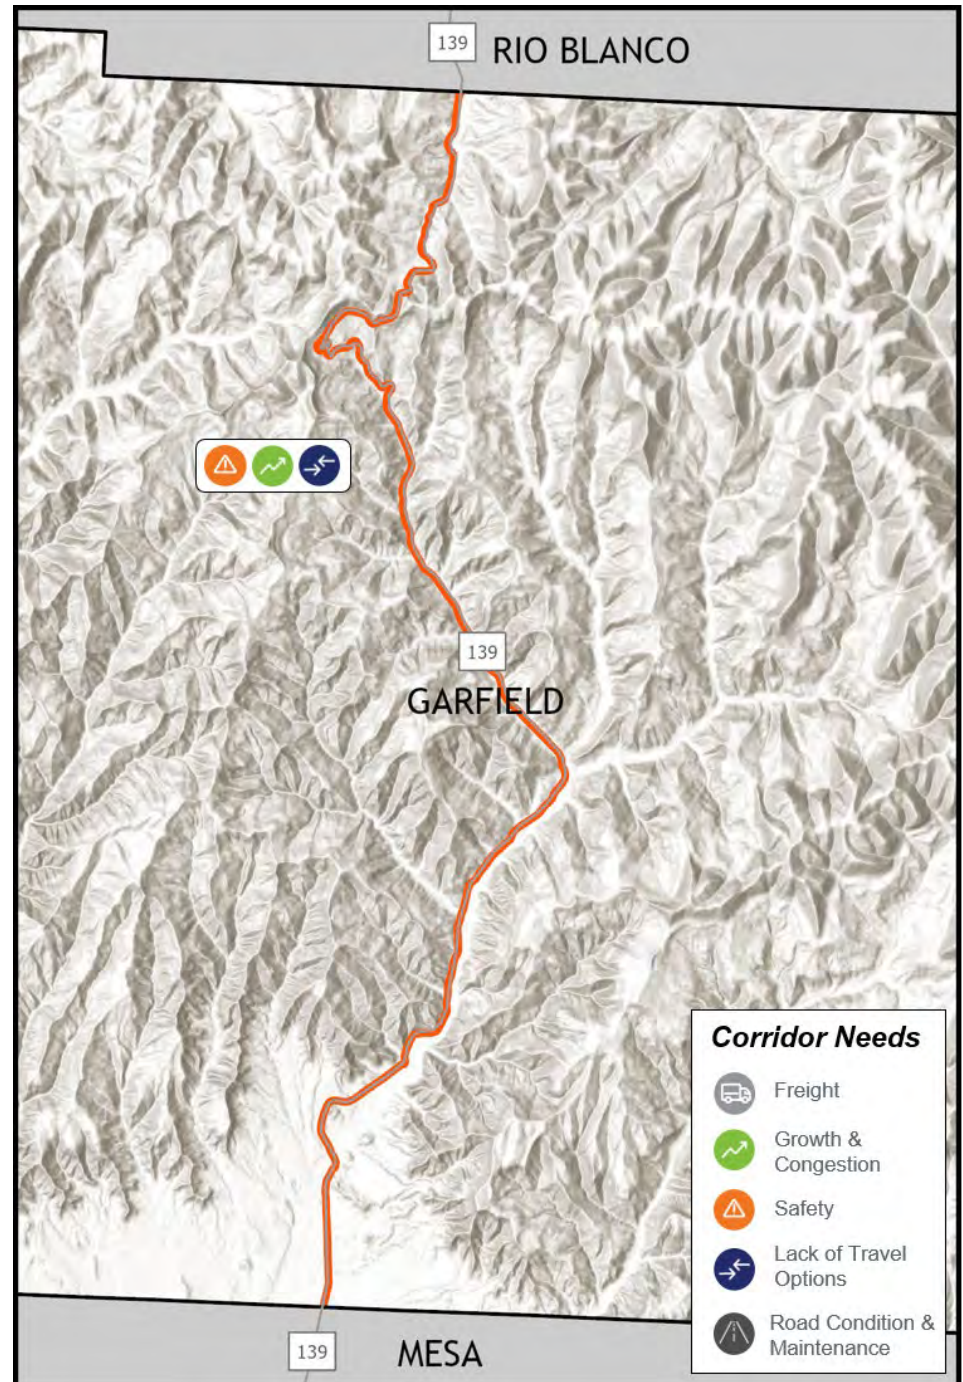 139
RIO BLANCO
139
GARFIELD
Corridor Needs
Freight
Growth &
Congestion
Safety
Lack of Travel
Options
Road Condition &
Maintenance
139
MESA